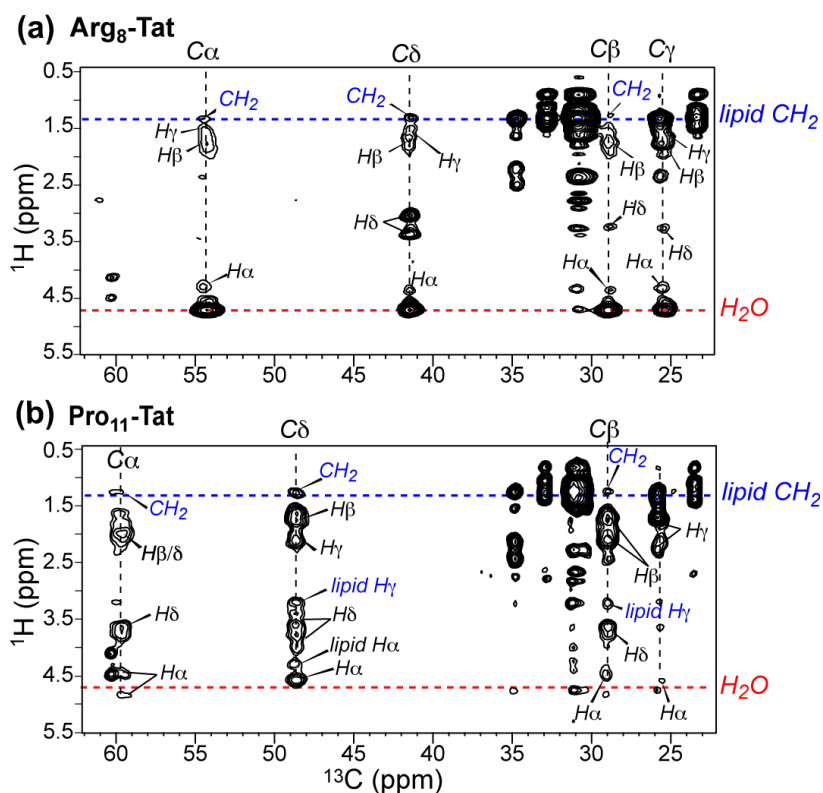 (a) Arg₈-Tat
Cα Cδ Cβ Cγ
0.5
CH₂ CH₂ CH₂ lipid CH₂
1.5
Hγ
Hβ Hβ Hγ Hβ Hγ
Hβ
2.5
¹H (ppm)
Hδ Hδ
3.5 Hδ
Hα Hα Hα Hα
4.5
H₂O
5.5
60 55 50 45 40 35 30 25
(b) Pro₁₁-Tat
Cα Cδ Cβ
0.5
CH₂ CH₂ lipid CH₂
1.5 CH₂
Hβ
Hβ/δ Hγ Hβ Hγ
2.5
¹H (ppm)
lipid Hγ lipid Hγ
3.5 Hδ Hδ Hδ
lipid Hα
4.5 Hα Hα
H₂O
Hα Hα
5.5
60 55 50 45 40 35 30 25
¹³C (ppm)